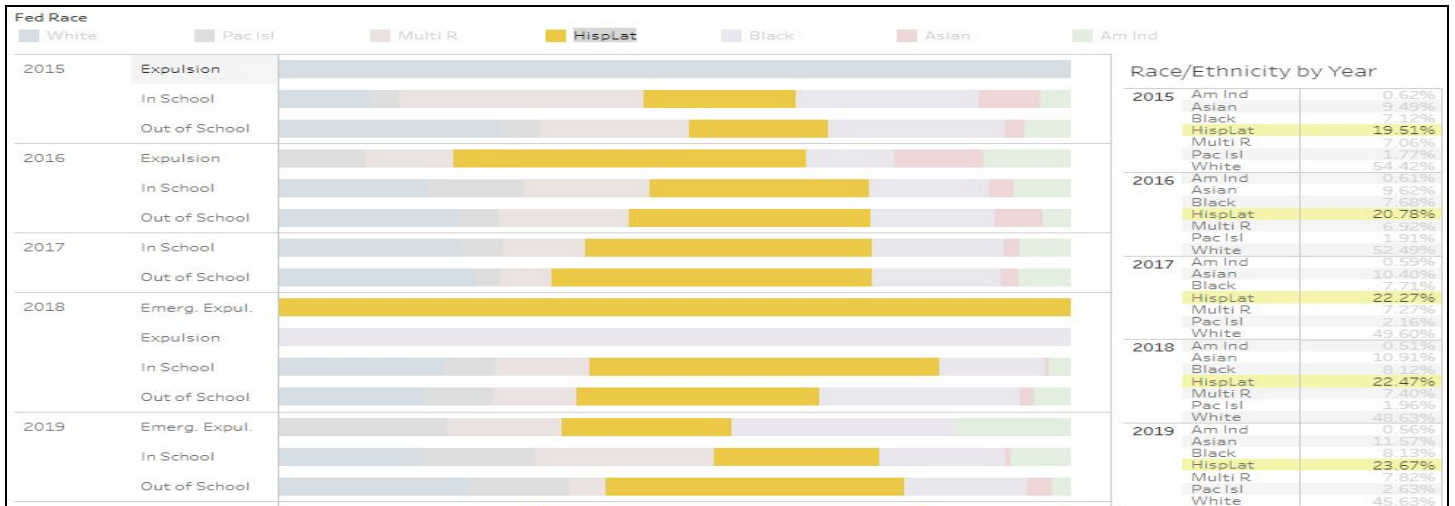 Fed Race
White Pac Isl Multi R HispLat Black Asian Am Ind
2015 Expulsion
In School
Out of School
2016 Expulsion
In School
Out of School
2017 In School
Out of School
2018 Emerg. Expul.
Expulsion
In School
Out of School
2019 Emerg. Expul.
In School
Out of School
Race/Ethnicity by Year
2015 Am Ind 0.62%
Asian 9.49%
Black 7.12%
HispLat 19.51%
Multi R 7.06%
Pac Isl 1.77%
White 54.42%
2016 Am Ind 0.61%
Asian 9.62%
Black 7.68%
HispLat 20.78%
Multi R 6.92%
Pac Isl 1.91%
White 52.49%
2017 Am Ind 0.59%
Asian 10.40%
Black 7.71%
HispLat 22.27%
Multi R 7.27%
Pac Isl 2.16%
White 49.60%
2018 Am Ind 0.51%
Asian 10.91%
Black 8.12%
HispLat 22.47%
Multi R 7.40%
Pac Isl 1.96%
White 48.63%
2019 Am Ind 0.56%
Asian 11.57%
Black 8.13%
HispLat 23.67%
Multi R 7.82%
Pac Isl 2.63%
White 45.63%